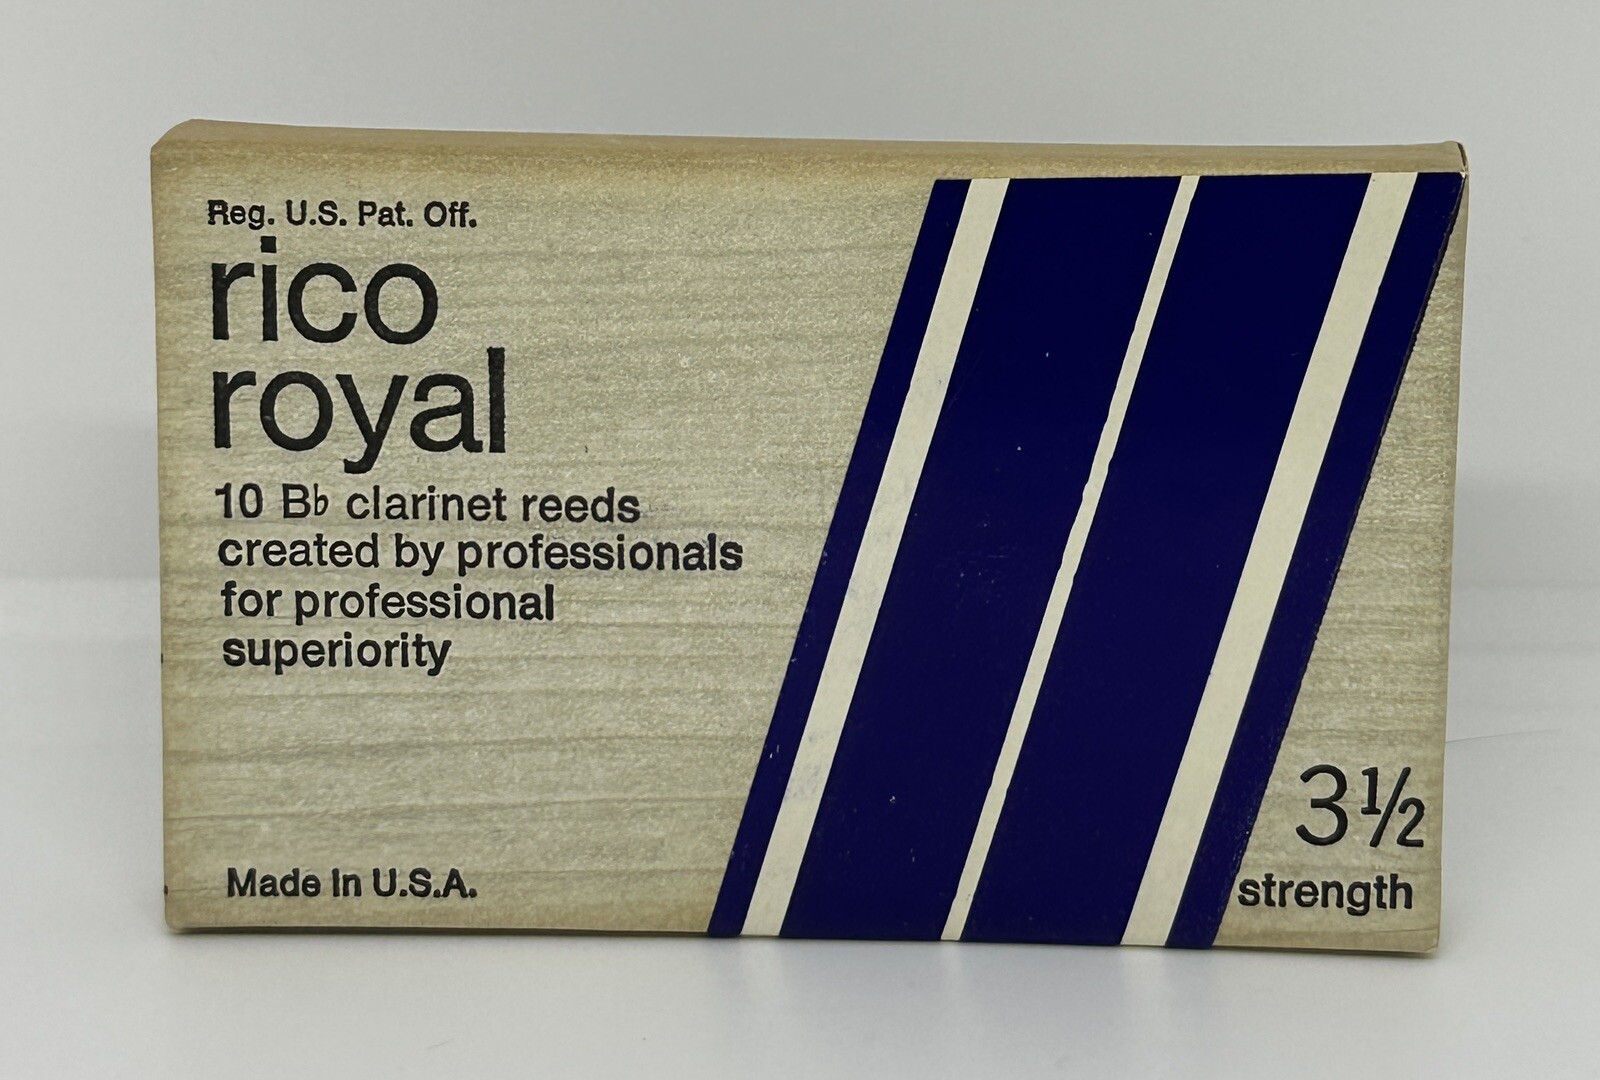 Reg. U.S. Pat. Off.
rico
royal
10 B♭ clarinet reeds
created by professionals
for professional
superiority
Made In U.S.A.
3½
strength